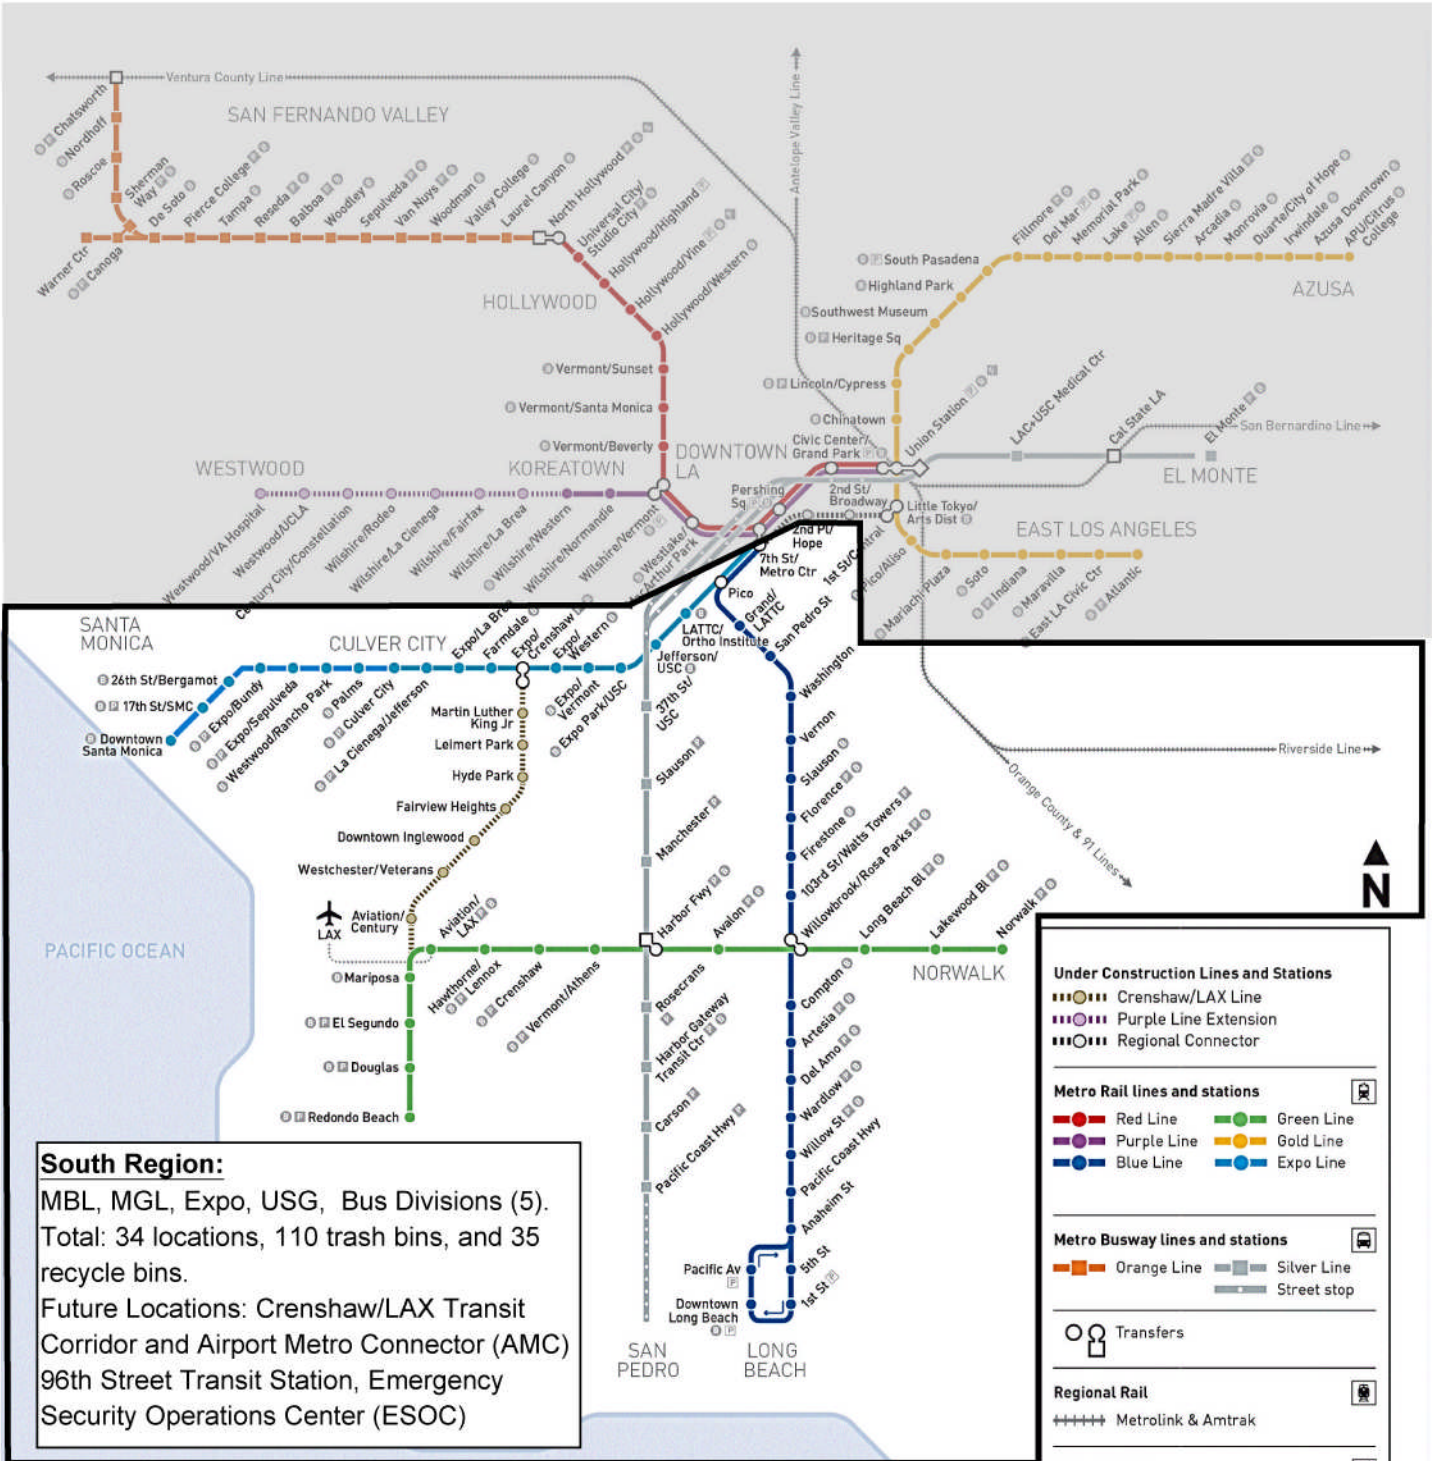 Ventura County Line
Antelope Valley Line
SAN FERNANDO VALLEY
Chatsworth
Nordhoff
Roscoe
Sherman
Way
Warner Ctr
Canoga
De Soto
Pierce College
Tampa
Reseda
Balboa
Woodley
Sepulveda
Van Nuys
Woodman
Valley College
Laurel Canyon
North Hollywood
Universal City/
Studio City
Hollywood/Highland
Hollywood/Vine
Hollywood/Western
HOLLYWOOD
Vermont/Sunset
Vermont/Santa Monica
Vermont/Beverly
Fillmore
Del Mar
Memorial Park
Lake
Allen
Sierra Madre Villa
Arcadia
Monrovia
Duarte/City of Hope
Irwindale
Azusa Downtown
APU/Citrus
College
AZUSA
South Pasadena
Highland Park
Southwest Museum
Heritage Sq
Lincoln/Cypress
Chinatown
Union Station
LAC+USC Medical Ctr
Cal State LA
El Monte
San Bernardino Line
EL MONTE
WESTWOOD
KOREATOWN
DOWNTOWN
LA
Civic Center/
Grand Park
Pershing
Sq
2nd St/
Broadway
Little Tokyo/
Arts Dist
EAST LOS ANGELES
Westwood/VA Hospital
Westwood/UCLA
Century City/Constellation
Wilshire/Rodeo
Wilshire/La Cienega
Wilshire/Fairfax
Wilshire/La Brea
Wilshire/Western
Wilshire/Normandie
Wilshire/Vermont
Westlake/
MacArthur Park
2nd Pl/
Hope
7th St/
Metro Ctr
1st St/Central
Pico/Aliso
Mariachi Plaza
Soto
Indiana
Maravilla
East LA Civic Ctr
Atlantic
SANTA
MONICA
CULVER CITY
26th St/Bergamot
17th St/SMC
Downtown
Santa Monica
Expo/Bundy
Expo/Sepulveda
Westwood/Rancho Park
Palms
Culver City
La Cienega/Jefferson
Expo/La Brea
Farmdale
Expo/
Crenshaw
Expo/
Western
Expo/
Vermont
Expo Park/USC
Jefferson/
USC
LATTC/
Ortho Institute
Pico
Grand/
LATTC
San Pedro St
Washington
Vernon
Slauson
Florence
Firestone
103rd St/Watts Towers
Willowbrook/Rosa Parks
37th St/
USC
Slauson
Manchester
Harbor Fwy
Avalon
Long Beach Bl
Lakewood Bl
Norwalk
NORWALK
Martin Luther
King Jr
Leimert Park
Hyde Park
Fairview Heights
Downtown Inglewood
Westchester/Veterans
Aviation/
Century
LAX
Aviation/
LAX
Mariposa
El Segundo
Douglas
Redondo Beach
Hawthorne/
Lennox
Crenshaw
Vermont/Athens
Rosecrans
Harbor Gateway
Transit Ctr
Carson
Pacific Coast Hwy
Compton
Artesia
Del Amo
Wardlow
Willow St
Pacific Coast Hwy
Anaheim St
5th St
1st St
Pacific Av
Downtown
Long Beach
SAN
PEDRO
LONG
BEACH
Riverside Line
Orange County & 91 Lines
N
PACIFIC OCEAN
South Region:
MBL, MGL, Expo, USG, Bus Divisions (5).
Total: 34 locations, 110 trash bins, and 35
recycle bins.
Future Locations: Crenshaw/LAX Transit
Corridor and Airport Metro Connector (AMC)
96th Street Transit Station, Emergency
Security Operations Center (ESOC)
Under Construction Lines and Stations
Crenshaw/LAX Line
Purple Line Extension
Regional Connector
Metro Rail lines and stations
Red Line
Green Line
Purple Line
Gold Line
Blue Line
Expo Line
Metro Busway lines and stations
Orange Line
Silver Line
Street stop
Transfers
Regional Rail
Metrolink & Amtrak